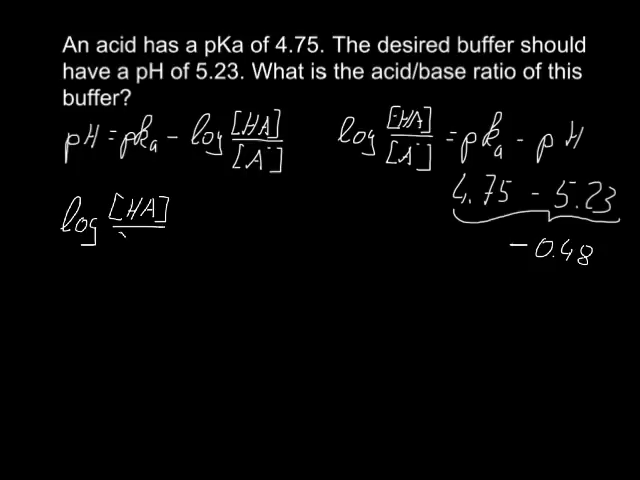 An acid has a pKa of 4.75. The desired buffer should
have a pH of 5.23. What is the acid/base ratio of this
buffer?
pH = pka - log [HA]/[A⁻]
log [HA]/[A⁻] = pka - pH
4.75 - 5.23
- 0.48
log [HA]